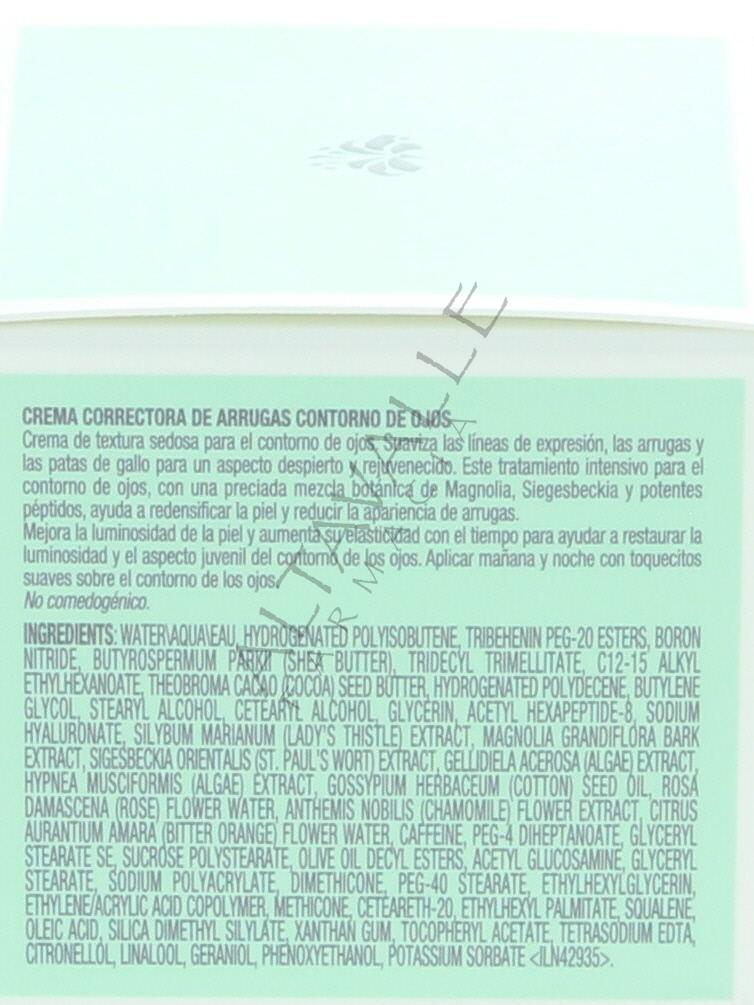 CREMA CORRECTORA DE ARRUGAS CONTORNO DE OJOS
Crema de textura sedosa para el contorno de ojos, suaviza las líneas de expresión, las arrugas y
las patas de gallo para un aspecto despierto y rejuvenecido. Este tratamiento intensivo para el
contorno de ojos, con una preciada mezcla botánica de Magnolia, Siegesbeckia y potentes
péptidos, ayuda a redensificar la piel y reducir la apariencia de arrugas.
Mejora la luminosidad de la piel y aumenta su elasticidad con el tiempo para ayudar a restaurar la
luminosidad y el aspecto juvenil del contorno de los ojos. Aplicar mañana y noche con toquecitos
suaves sobre el contorno de los ojos.
No comedogénico.
INGREDIENTS: WATER\AQUA\EAU, HYDROGENATED POLYISOBUTENE, TRIBEHENIN PEG-20 ESTERS, BORON
NITRIDE, BUTYROSPERMUM PARKII (SHEA BUTTER), TRIDECYL TRIMELLITATE, C12-15 ALKYL
ETHYLHEXANOATE, THEOBROMA CACAO (COCOA) SEED BUTTER, HYDROGENATED POLYDECENE, BUTYLENE
GLYCOL, STEARYL ALCOHOL, CETEARYL ALCOHOL, GLYCERIN, ACETYL HEXAPEPTIDE-8, SODIUM
HYALURONATE, SILYBUM MARIANUM (LADY'S THISTLE) EXTRACT, MAGNOLIA GRANDIFLORA BARK
EXTRACT, SIGESBECKIA ORIENTALIS (ST. PAUL'S WORT) EXTRACT, GELLIDIELA ACEROSA (ALGAE) EXTRACT,
HYPNEA MUSCIFORMIS (ALGAE) EXTRACT, GOSSYPIUM HERBACEUM (COTTON) SEED OIL, ROSA
DAMASCENA (ROSE) FLOWER WATER, ANTHEMIS NOBILIS (CHAMOMILE) FLOWER EXTRACT, CITRUS
AURANTIUM AMARA (BITTER ORANGE) FLOWER WATER, CAFFEINE, PEG-4 DIHEPTANOATE, GLYCERYL
STEARATE SE, SUCROSE POLYSTEARATE, OLIVE OIL DECYL ESTERS, ACETYL GLUCOSAMINE, GLYCERYL
STEARATE, SODIUM POLYACRYLATE, DIMETHICONE, PEG-40 STEARATE, ETHYLHEXYLGLYCERIN,
ETHYLENE/ACRYLIC ACID COPOLYMER, METHICONE, CETEARETH-20, ETHYLHEXYL PALMITATE, SQUALENE,
OLEIC ACID, SILICA DIMETHYL SILYLATE, XANTHAN GUM, TOCOPHERYL ACETATE, TETRASODIUM EDTA,
CITRONELLOL, LINALOOL, GERANIOL, PHENOXYETHANOL, POTASSIUM SORBATE <ILN42935>.
ALTAVALLE
FARMACIA